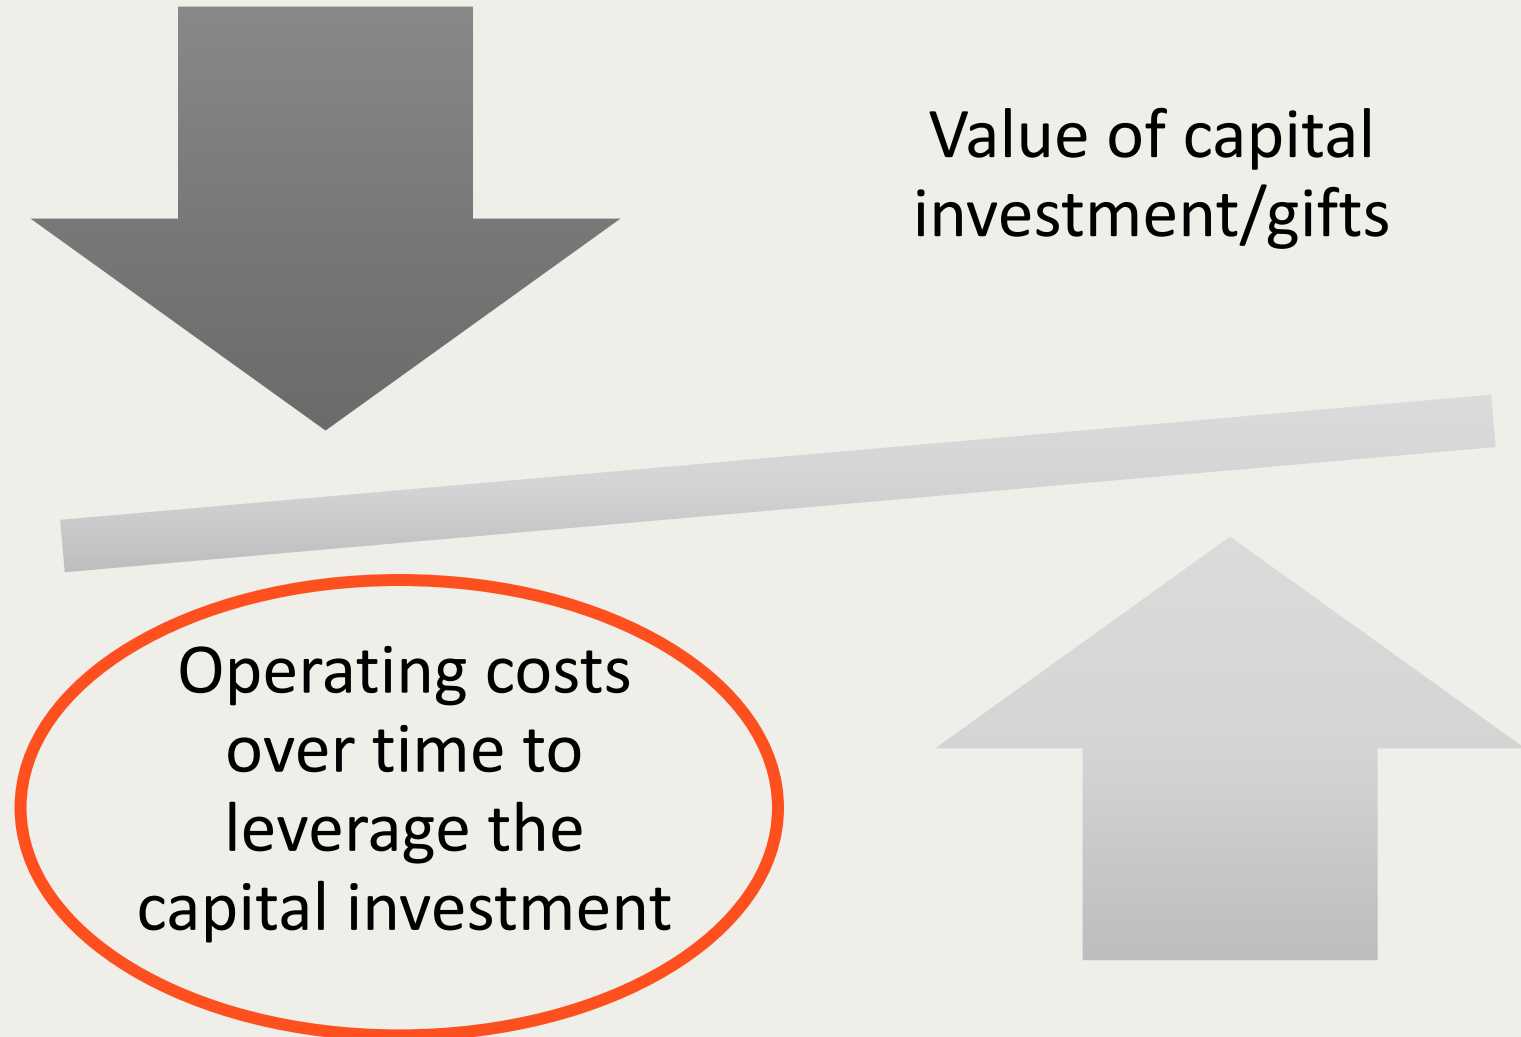 Value of capital
investment/gifts
Operating costs
over time to
leverage the
capital investment